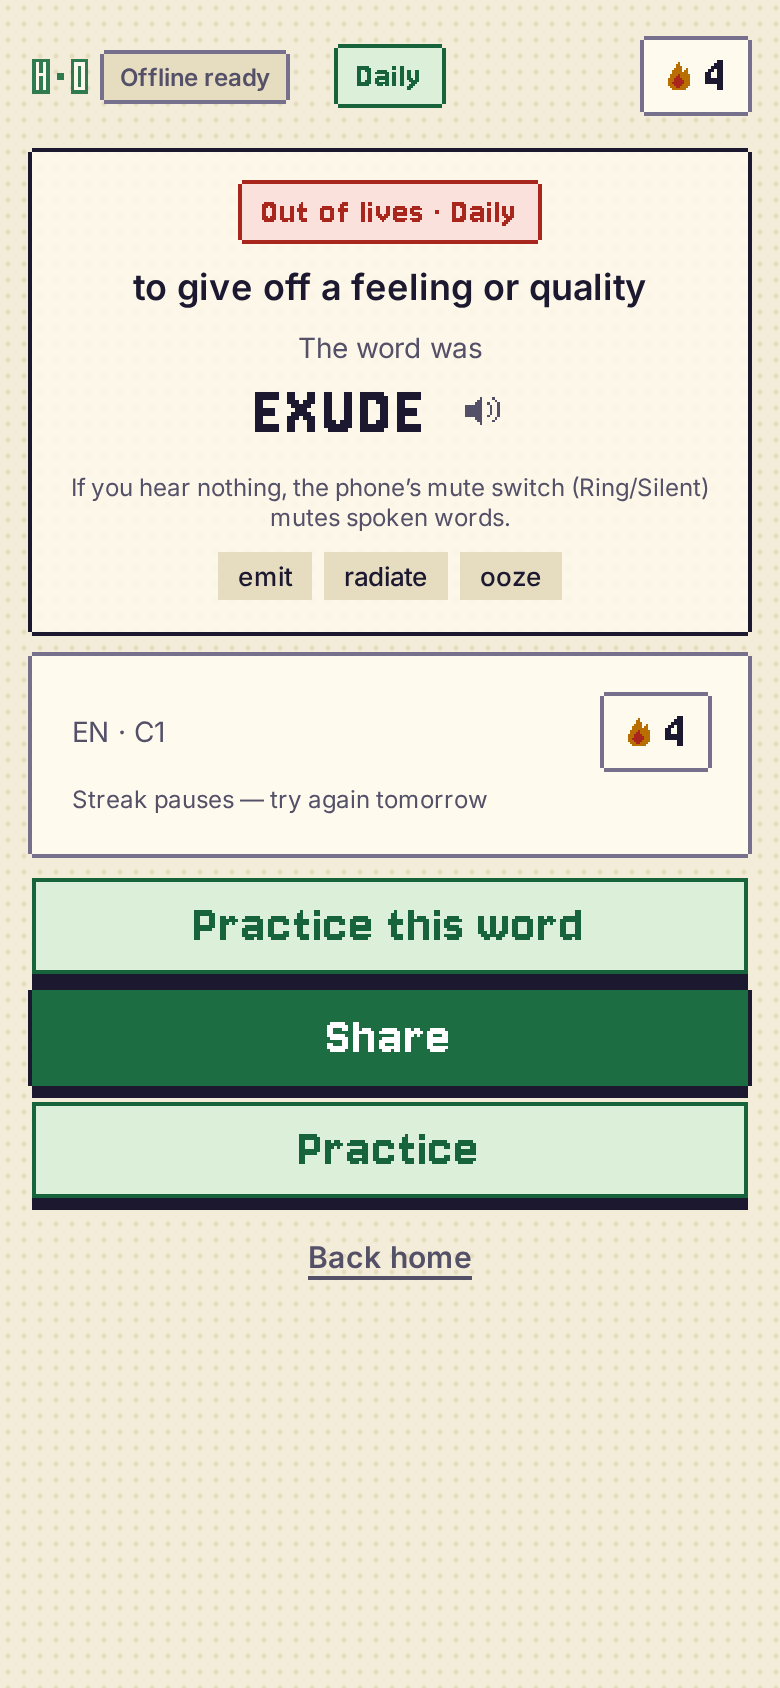 Offline ready
Daily
4
Out of lives · Daily
to give off a feeling or quality
The word was
EXUDE
If you hear nothing, the phone’s mute switch (Ring/Silent)
mutes spoken words.
emit radiate ooze
EN · C1
4
Streak pauses — try again tomorrow
Practice this word
Share
Practice
Back home